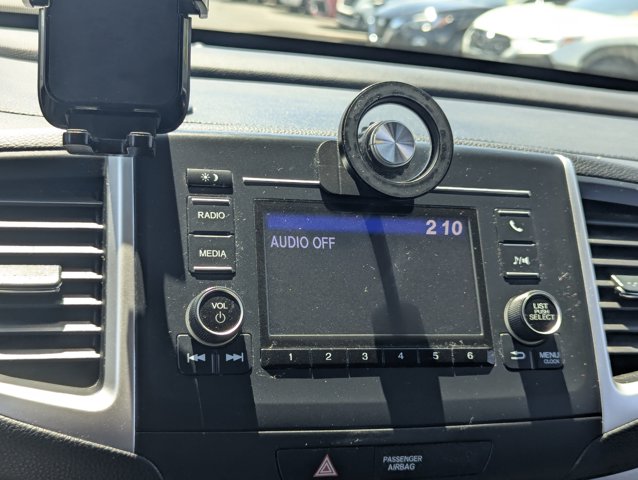 RADIO
MEDIA
VOL
2 10
AUDIO OFF
LIST
PUSH
SELECT
1 2 3 4 5 6
MENU
CLOCK
PASSENGER
AIRBAG